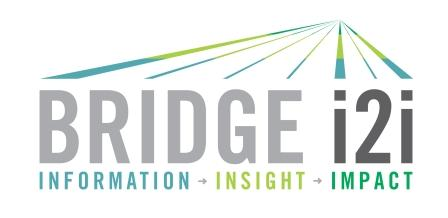 BRIDGE i2i
INFORMATION → INSIGHT → IMPACT